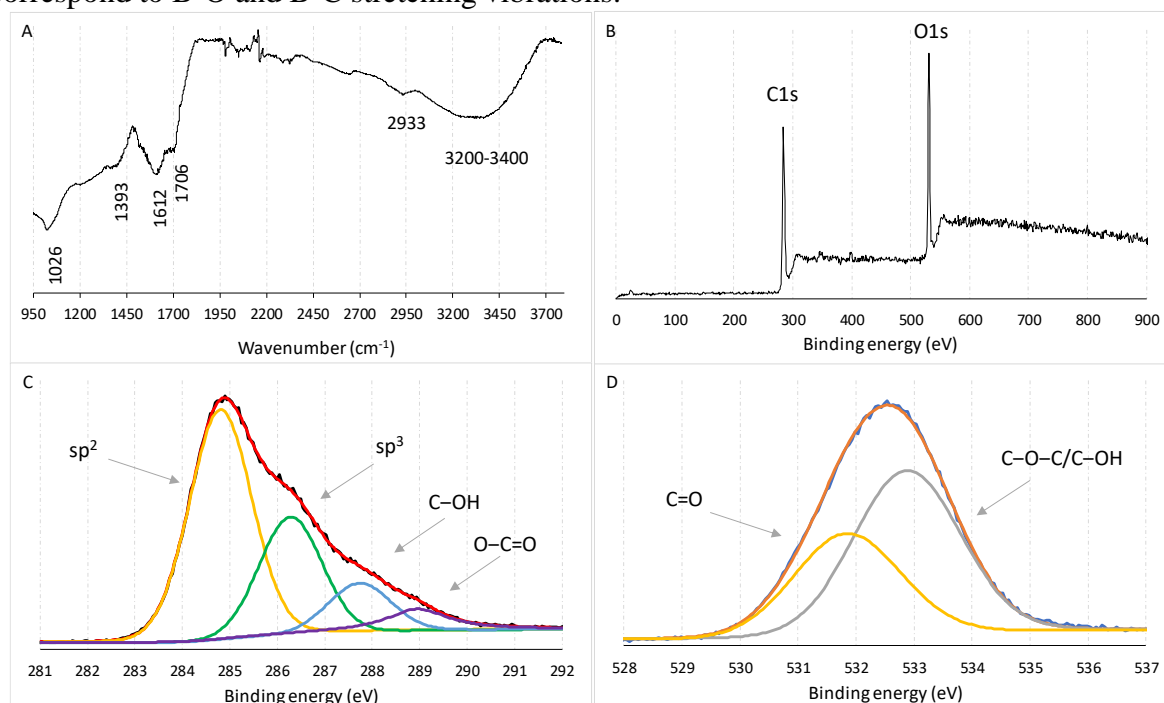 correspond to B-O and B-C stretching vibrations.
A
2933
3200-3400
1393
1612
1706
1026
950 1200 1450 1700 1950 2200 2450 2700 2950 3200 3450 3700
Wavenumber (cm-1)
B
O1s
C1s
0 100 200 300 400 500 600 700 800 900
Binding energy (eV)
C
sp2
sp3
C–OH
O–C=O
281 282 283 284 285 286 287 288 289 290 291 292
Binding energy (eV)
D
C=O
C–O–C/C–OH
528 529 530 531 532 533 534 535 536 537
Binding energy (eV)